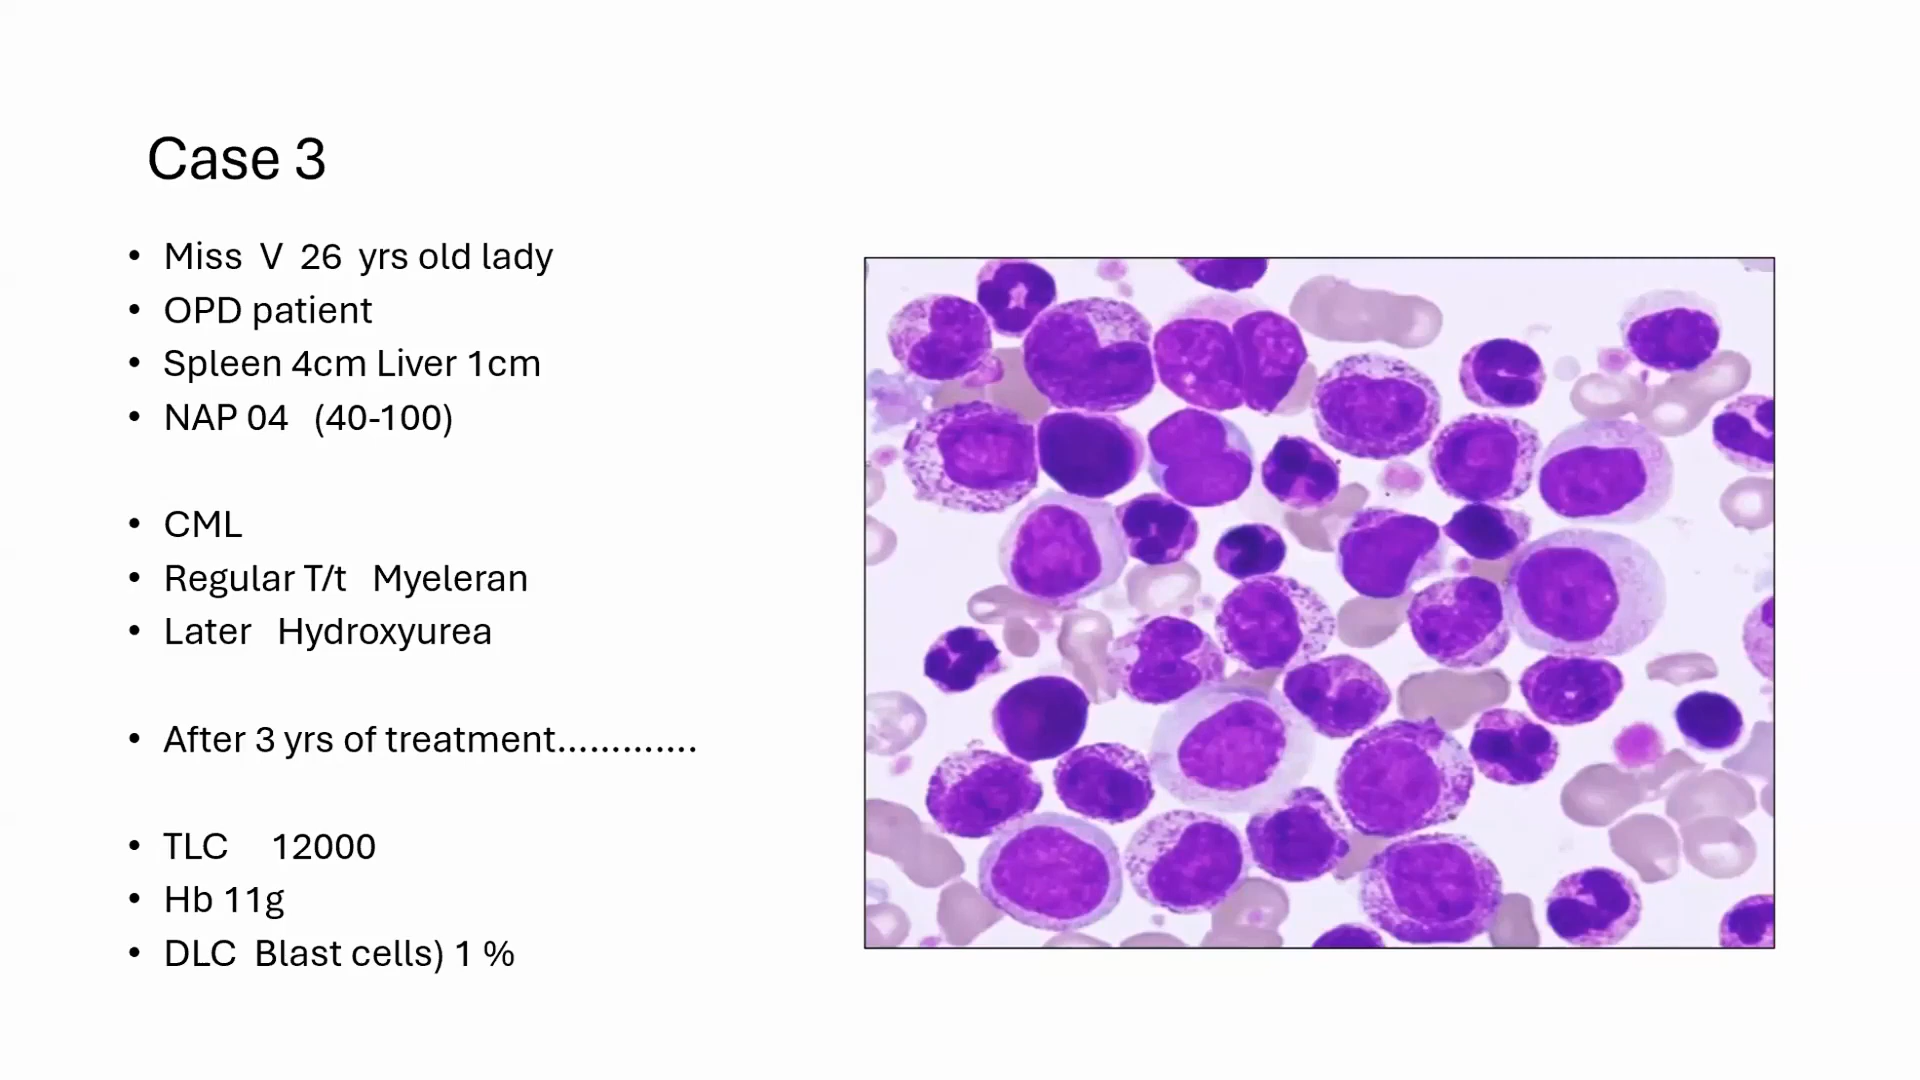 Case 3
• Miss V 26 yrs old lady
• OPD patient
• Spleen 4cm Liver 1cm
• NAP 04 (40-100)
• CML
• Regular T/t Myeleran
• Later Hydroxyurea
• After 3 yrs of treatment.............
• TLC 12000
• Hb 11g
• DLC Blast cells) 1 %